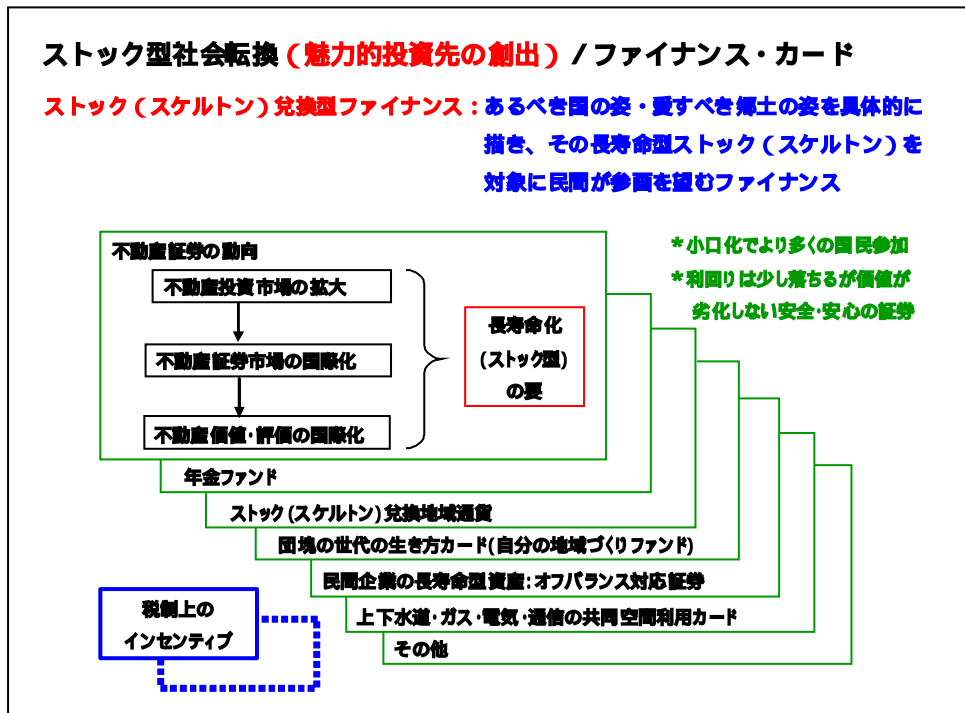 ストック型社会転換（魅力的投資先の創出）/ファイナンス・カード
ストック（スケルトン）兌換型ファイナンス：あるべき国の姿・愛すべき郷土の姿を具体的に
描き、その長寿命型ストック（スケルトン）を
対象に民間が参画を望むファイナンス
不動産証券の動向
不動産投資市場の拡大
不動産証券市場の国際化
不動産価値・評価の国際化
長寿命化
(ストック型)
の要
＊小口化でより多くの国民参加
＊利回りは少し落ちるが価値が
劣化しない安全・安心の証券
年金ファンド
ストック(スケルトン)兌換地域通貨
団塊の世代の生き方カード(自分の地域づくりファンド)
民間企業の長寿命型資産：オフバランス対応証券
上下水道・ガス・電気・通信の共同空間利用カード
その他
税制上の
インセンティブ